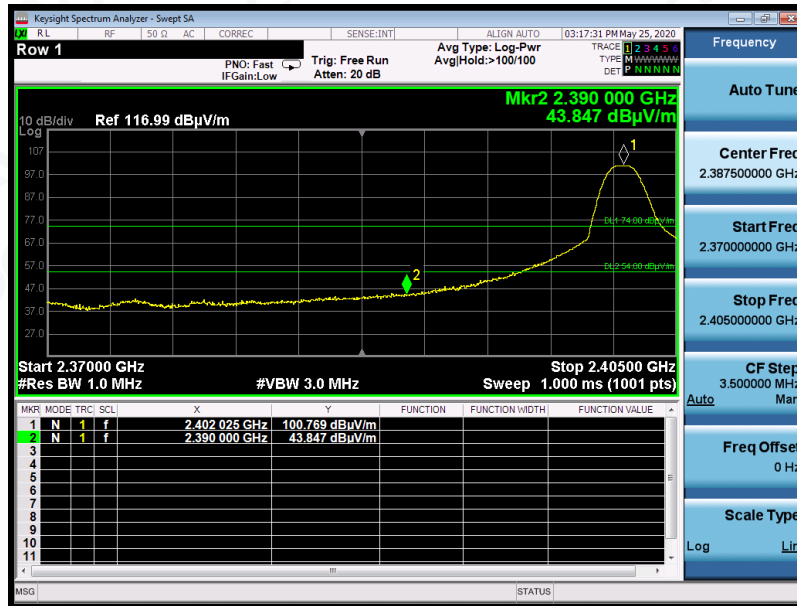 Keysight Spectrum Analyzer - Swept SA
LXI RL RF 50 Ω AC CORREC SENSE:INT ALIGN AUTO 03:17:31 PM May 25, 2020
Row 1
PNO: Fast
IFGain:Low
Trig: Free Run
Atten: 20 dB
Avg Type: Log-Pwr
Avg|Hold:>100/100
TRACE 1 2 3 4 5 6
TYPE M WWWWW
DET P N N N N N
Mkr2 2.390 000 GHz
43.847 dBµV/m
10 dB/div Ref 116.99 dBµV/m
Log
107
97.0
87.0
77.0
67.0
57.0
47.0
37.0
27.0
1
DL1 74.00 dBµV/m
DL2 54.00 dBµV/m
2
Start 2.37000 GHz Stop 2.40500 GHz
#Res BW 1.0 MHz #VBW 3.0 MHz Sweep 1.000 ms (1001 pts)
MKR MODE TRC SCL X Y FUNCTION FUNCTION WIDTH FUNCTION VALUE
1 N 1 f 2.402 025 GHz 100.769 dBµV/m
2 N 1 f 2.390 000 GHz 43.847 dBµV/m
3
4
5
6
7
8
9
10
11
MSG STATUS
Frequency
Auto Tune
Center Freq
2.387500000 GHz
Start Freq
2.370000000 GHz
Stop Freq
2.405000000 GHz
CF Step
3.500000 MHz
Auto Man
Freq Offset
0 Hz
Scale Type
Log Lin